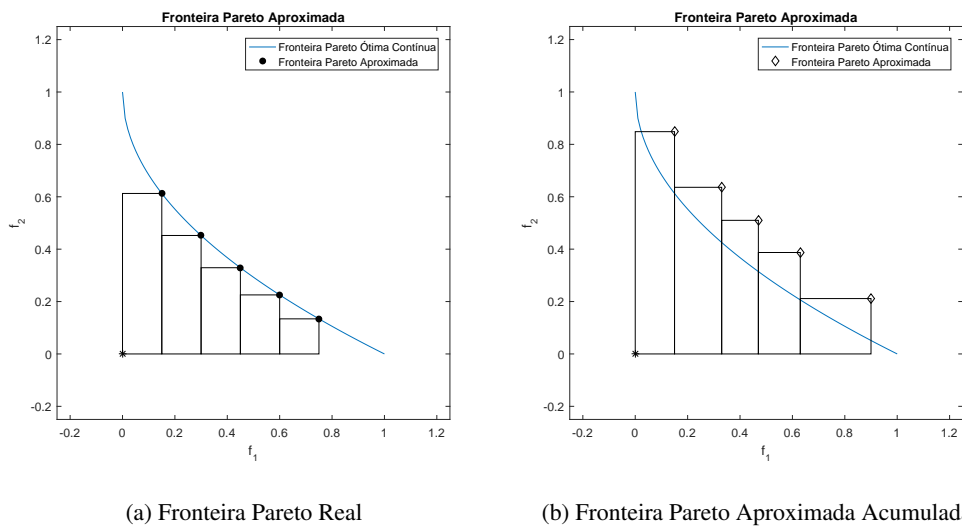 Fronteira Pareto Aproximada
Fronteira Pareto Ótima Contínua
Fronteira Pareto Aproximada
1.2
1
0.8
0.6
0.4
0.2
0
-0.2
f2
-0.2 0 0.2 0.4 0.6 0.8 1 1.2
f1
(a) Fronteira Pareto Real
Fronteira Pareto Aproximada
Fronteira Pareto Ótima Contínua
Fronteira Pareto Aproximada
1.2
1
0.8
0.6
0.4
0.2
0
-0.2
f2
-0.2 0 0.2 0.4 0.6 0.8 1 1.2
f1
(b) Fronteira Pareto Aproximada Acumulad